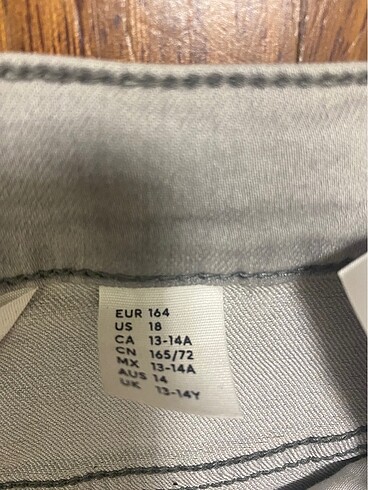 EUR 164
US 18
CA 13-14A
CN 165/72
MX 13-14A
AUS 14
UK 13-14Y